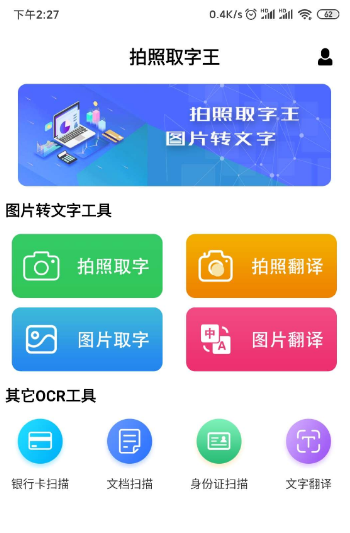 下午2:27
0.4K/s
HD
HD
62
拍照取字王
拍照取字王
图片转文字
图片转文字工具
拍照取字
拍照翻译
图片取字
中
A
图片翻译
其它OCR工具
T
银行卡扫描
文档扫描
身份证扫描
文字翻译